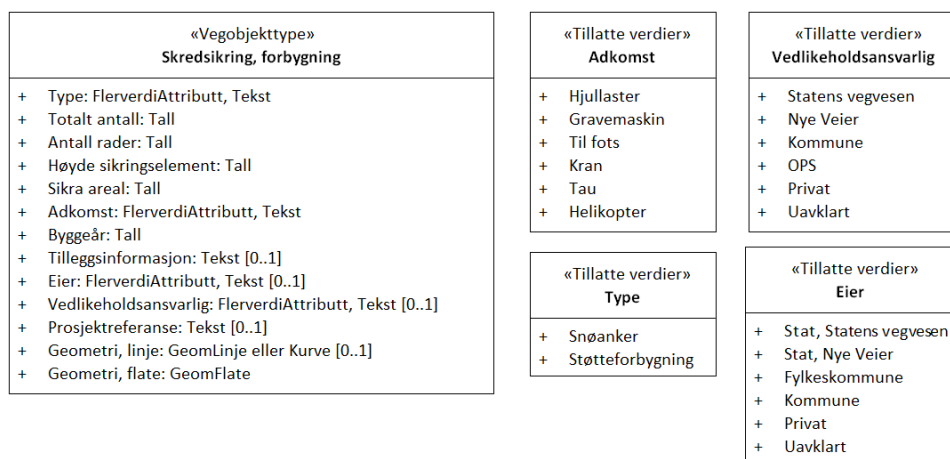 «Vegobjekttype»
Skredsikring, forbygning
+ Type: FlerverdiAttributt, Tekst
+ Totalt antall: Tall
+ Antall rader: Tall
+ Høyde sikringselement: Tall
+ Sikra areal: Tall
+ Adkomst: FlerverdiAttributt, Tekst
+ Byggeår: Tall
+ Tilleggsinformasjon: Tekst [0..1]
+ Eier: FlerverdiAttributt, Tekst [0..1]
+ Vedlikeholdsansvarlig: FlerverdiAttributt, Tekst [0..1]
+ Prosjektreferanse: Tekst [0..1]
+ Geometri, linje: GeomLinje eller Kurve [0..1]
+ Geometri, flate: GeomFlate
«Tillatte verdier»
Adkomst
+ Hjullaster
+ Gravemaskin
+ Til fots
+ Kran
+ Tau
+ Helikopter
«Tillatte verdier»
Vedlikeholdsansvarlig
+ Statens vegvesen
+ Nye Veier
+ Kommune
+ OPS
+ Privat
+ Uavklart
«Tillatte verdier»
Type
+ Snøanker
+ Støtteforbygning
«Tillatte verdier»
Eier
+ Stat, Statens vegvesen
+ Stat, Nye Veier
+ Fylkeskommune
+ Kommune
+ Privat
+ Uavklart